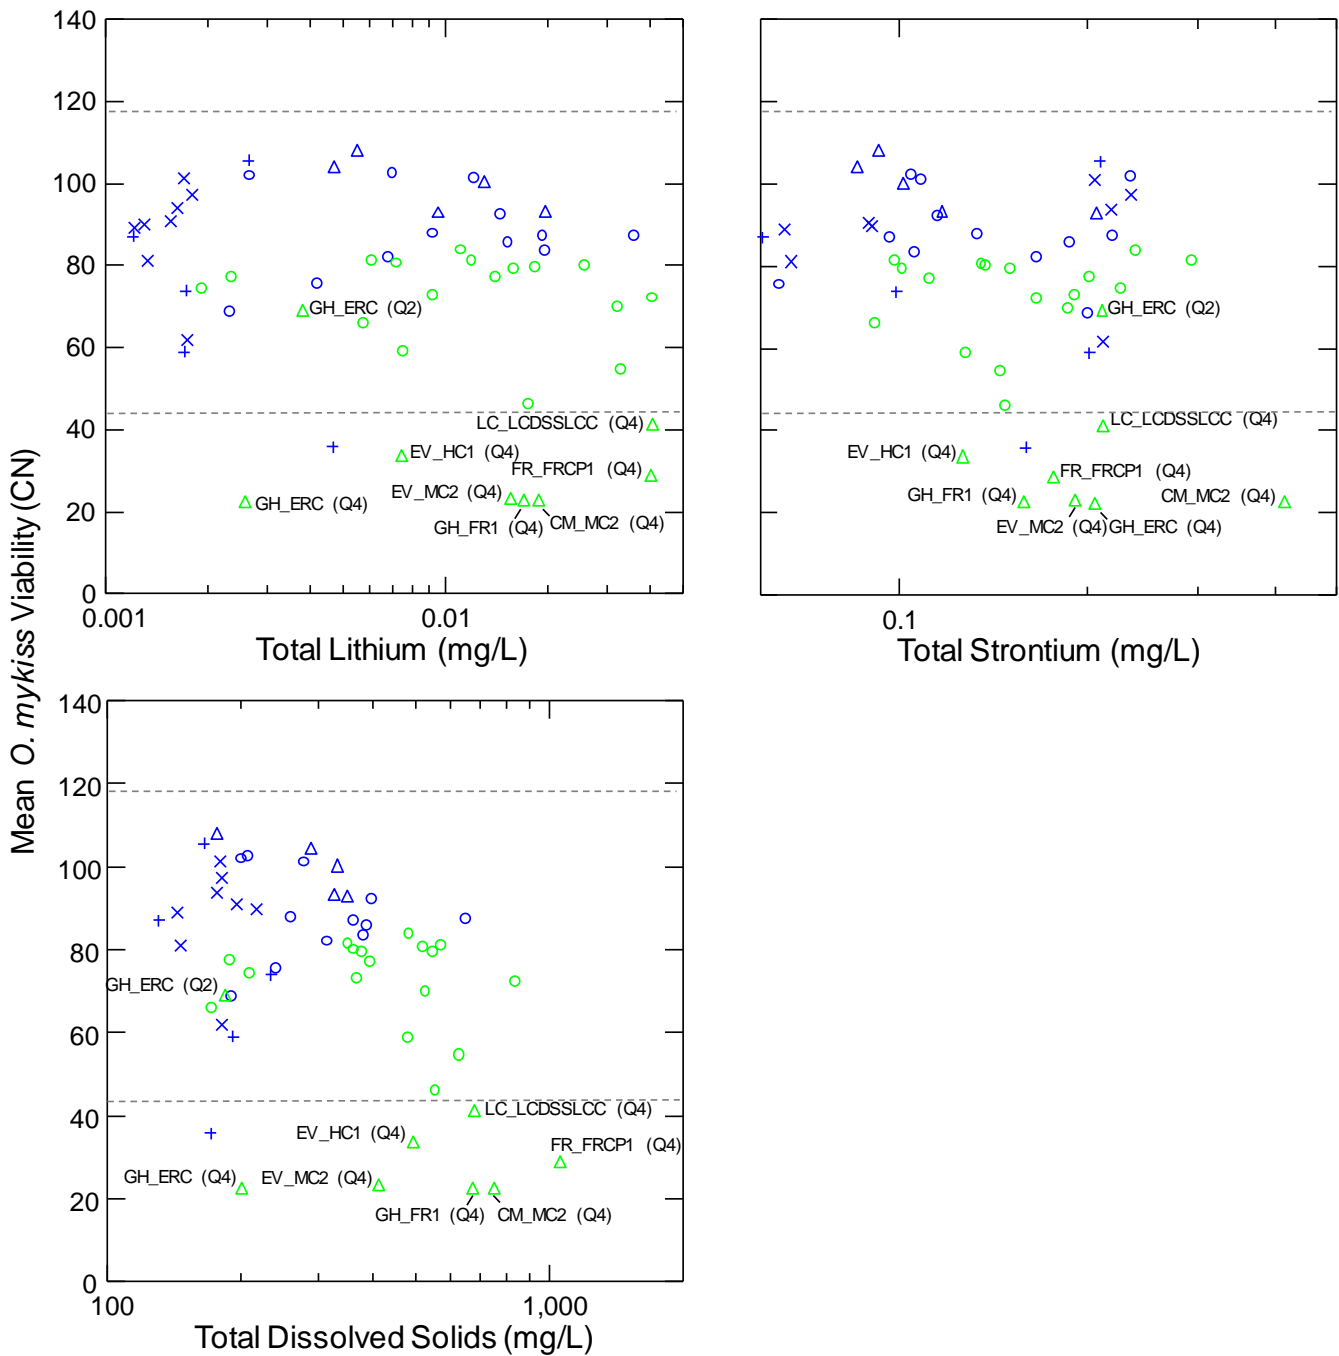 Mean O. mykiss Viability (CN)
140
120
100
80
60
40
20
0
GH_ERC (Q2)
LC_LCDSSLCC (Q4)
EV_HC1 (Q4)
FR_FRCP1 (Q4)
EV_MC2 (Q4)
GH_ERC (Q4)
GH_FR1 (Q4)
CM_MC2 (Q4)
0.001
0.01
Total Lithium (mg/L)
GH_ERC (Q2)
LC_LCDSSLCC (Q4)
EV_HC1 (Q4)
FR_FRCP1 (Q4)
GH_FR1 (Q4)
CM_MC2 (Q4)
EV_MC2 (Q4)
GH_ERC (Q4)
0.1
Total Strontium (mg/L)
140
120
100
80
60
40
20
0
GH_ERC (Q2)
LC_LCDSSLCC (Q4)
EV_HC1 (Q4)
FR_FRCP1 (Q4)
GH_ERC (Q4)
EV_MC2 (Q4)
GH_FR1 (Q4)
CM_MC2 (Q4)
100
1,000
Total Dissolved Solids (mg/L)